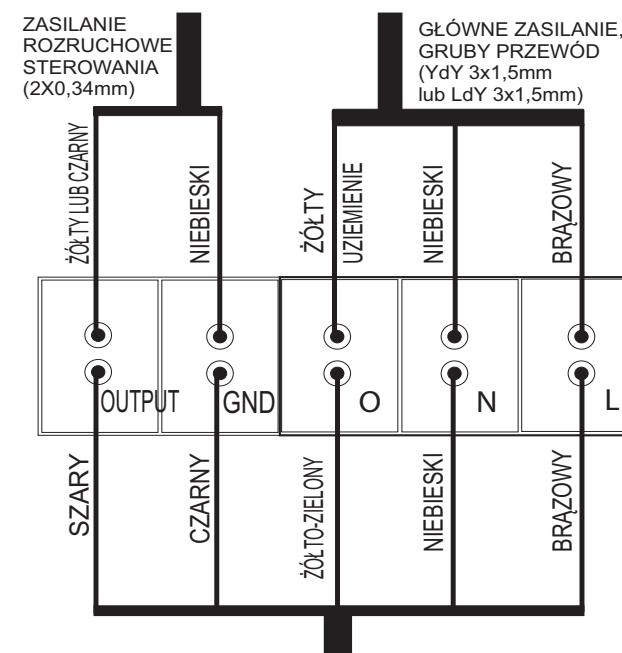 ZASILANIE
ROZRUCHOWE
STEROWANIA
(2X0,34mm)
GŁÓWNE ZASILANIE,
GRUBY PRZEWÓD
(YdY 3x1,5mm
lub LdY 3x1,5mm)
ŻÓŁTY LUB CZARNY
NIEBIESKI
ŻÓŁTY
UZIEMIENIE
NIEBIESKI
BRĄZOWY
OUTPUT
GND
O
N
L
SZARY
CZARNY
ŻÓŁTO-ZIELONY
NIEBIESKI
BRĄZOWY